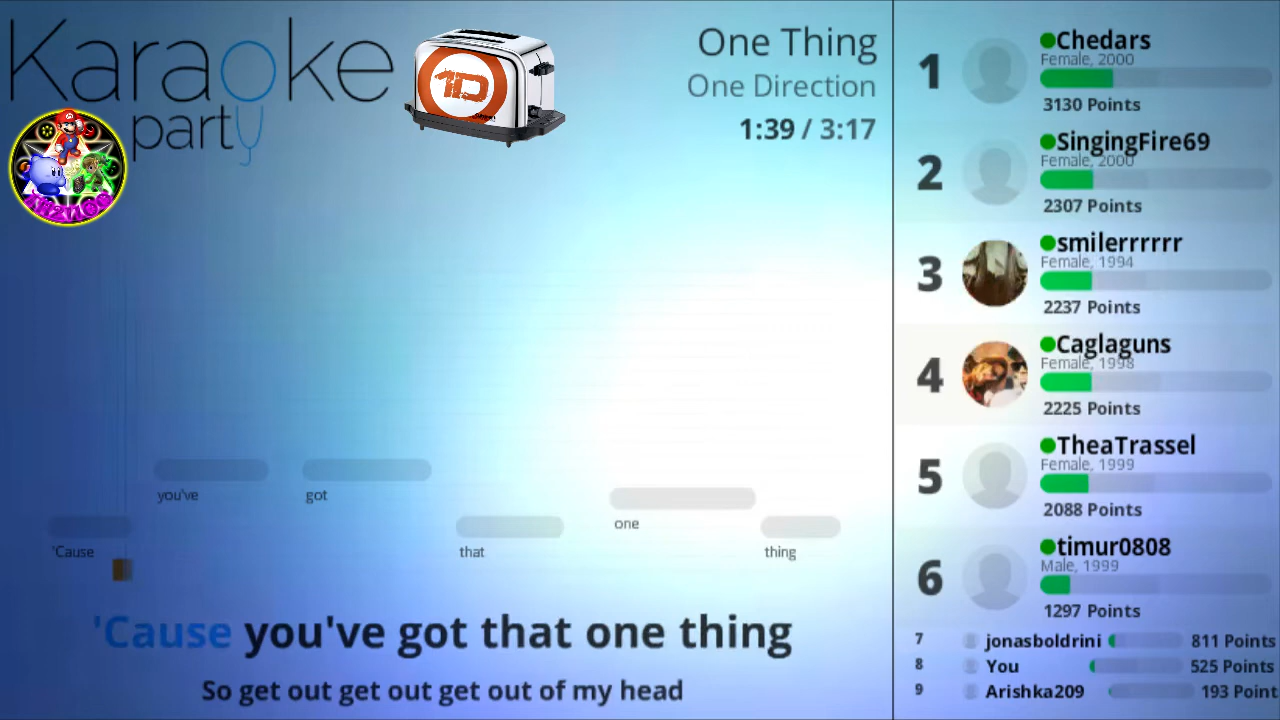 Karaoke
party
1D
One Thing
One Direction
1:39 / 3:17
you've
got
'Cause
that
one
thing
'Cause you've got that one thing
So get out get out get out of my head
1
Chedars
Female, 2000
3130 Points
2
SingingFire69
Female, 2000
2307 Points
3
smilerrrrrr
Female, 1994
2237 Points
4
Caglaguns
Female, 1998
2225 Points
5
TheaTrassel
Female, 1999
2088 Points
6
timur0808
Male, 1999
1297 Points
7 jonasboldrini 811 Points
8 You 525 Points
9 Arishka209 193 Point